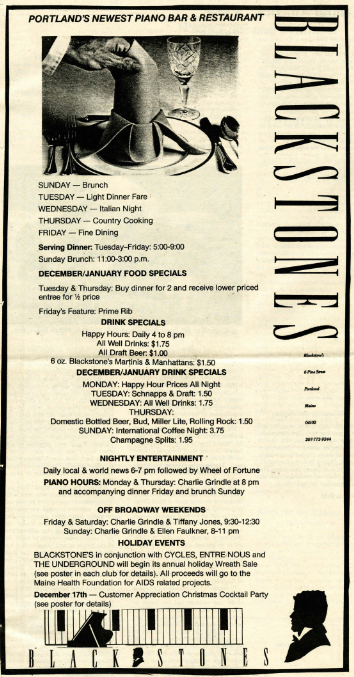 PORTLAND'S NEWEST PIANO BAR & RESTAURANT
BLACKSTONES
SUNDAY — Brunch
TUESDAY — Light Dinner Fare
WEDNESDAY — Italian Night
THURSDAY — Country Cooking
FRIDAY — Fine Dining
Serving Dinner: Tuesday-Friday: 5:00-9:00
Sunday Brunch: 11:00-3:00 p.m.
DECEMBER/JANUARY FOOD SPECIALS
Tuesday & Thursday: Buy dinner for 2 and receive lower priced
entree for ½ price
Friday's Feature: Prime Rib
DRINK SPECIALS
Happy Hours: Daily 4 to 8 pm
All Well Drinks: $1.75
All Draft Beer: $1.00
6 oz. Blackstone's Martinis & Manhattans: $1.50
DECEMBER/JANUARY DRINK SPECIALS
MONDAY: Happy Hour Prices All Night
TUESDAY: Schnapps & Draft: 1.50
WEDNESDAY: All Well Drinks: 1.75
THURSDAY:
Domestic Bottled Beer, Bud, Miller Lite, Rolling Rock: 1.50
SUNDAY: International Coffee Night: 3.75
Champagne Splits: 1.95
Blackstone's
6 Pine Street
Portland
Maine
04102
207-775-9344
NIGHTLY ENTERTAINMENT
Daily local & world news 6-7 pm followed by Wheel of Fortune
PIANO HOURS: Monday & Thursday: Charlie Grindle at 8 pm
and accompanying dinner Friday and brunch Sunday
OFF BROADWAY WEEKENDS
Friday & Saturday: Charlie Grindle & Tiffany Jones, 9:30-12:30
Sunday: Charlie Grindle & Ellen Faulkner, 8-11 pm
HOLIDAY EVENTS
BLACKSTONE'S in conjunction with CYCLES, ENTRE NOUS and
THE UNDERGROUND will begin its annual holiday Wreath Sale
(see poster in each club for details). All proceeds will go to the
Maine Health Foundation for AIDS related projects.
December 17th — Customer Appreciation Christmas Cocktail Party
(see poster for details)
BLACKSTONES